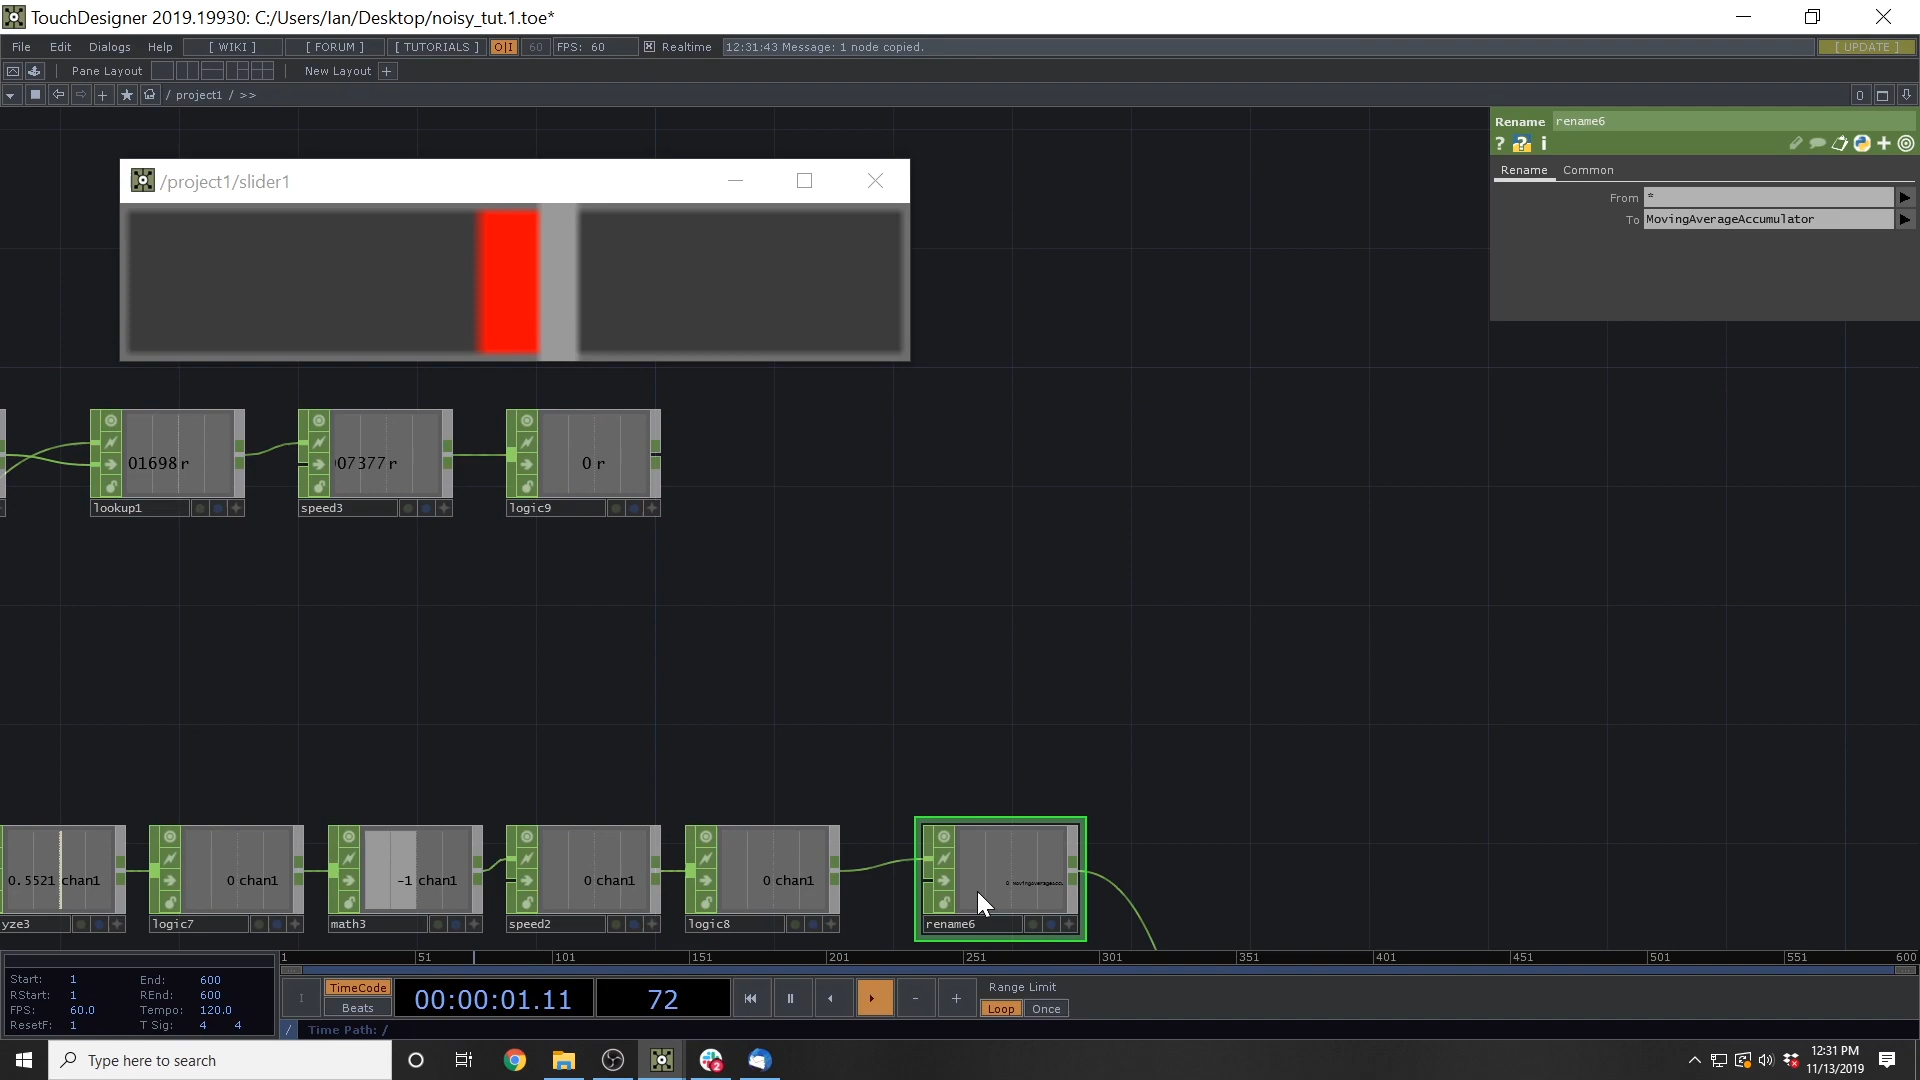 TouchDesigner 2019.19930: C:/Users/Ian/Desktop/noisy_tut.1.toe*
File Edit Dialogs Help [ WIKI ] [ FORUM ] [ TUTORIALS ] O|I 60 FPS: 60 Realtime 12:31:43 Message: 1 node copied. [ UPDATE ]
Pane Layout New Layout +
/ project1 / >> 0
Rename rename6
? ? i
Rename Common
From *
To MovingAverageAccumulator
/project1/slider1
01698 r
07377 r
0 r
lookup1
speed3
logic9
0.5521 chan1
0 chan1
-1 chan1
0 chan1
0 chan1
yze3
logic7
math3
speed2
logic8
rename6
1 51 101 151 201 251 301 351 401 451 501 551 600
Start: 1 End: 600
RStart: 1 REnd: 600
FPS: 60.0 Tempo: 120.0
ResetF: 1 T Sig: 4 4
I
TimeCode
Beats
00:00:01.11
72
- +
Range Limit
Loop Once
/ Time Path: /
Type here to search
2
12:31 PM
11/13/2019